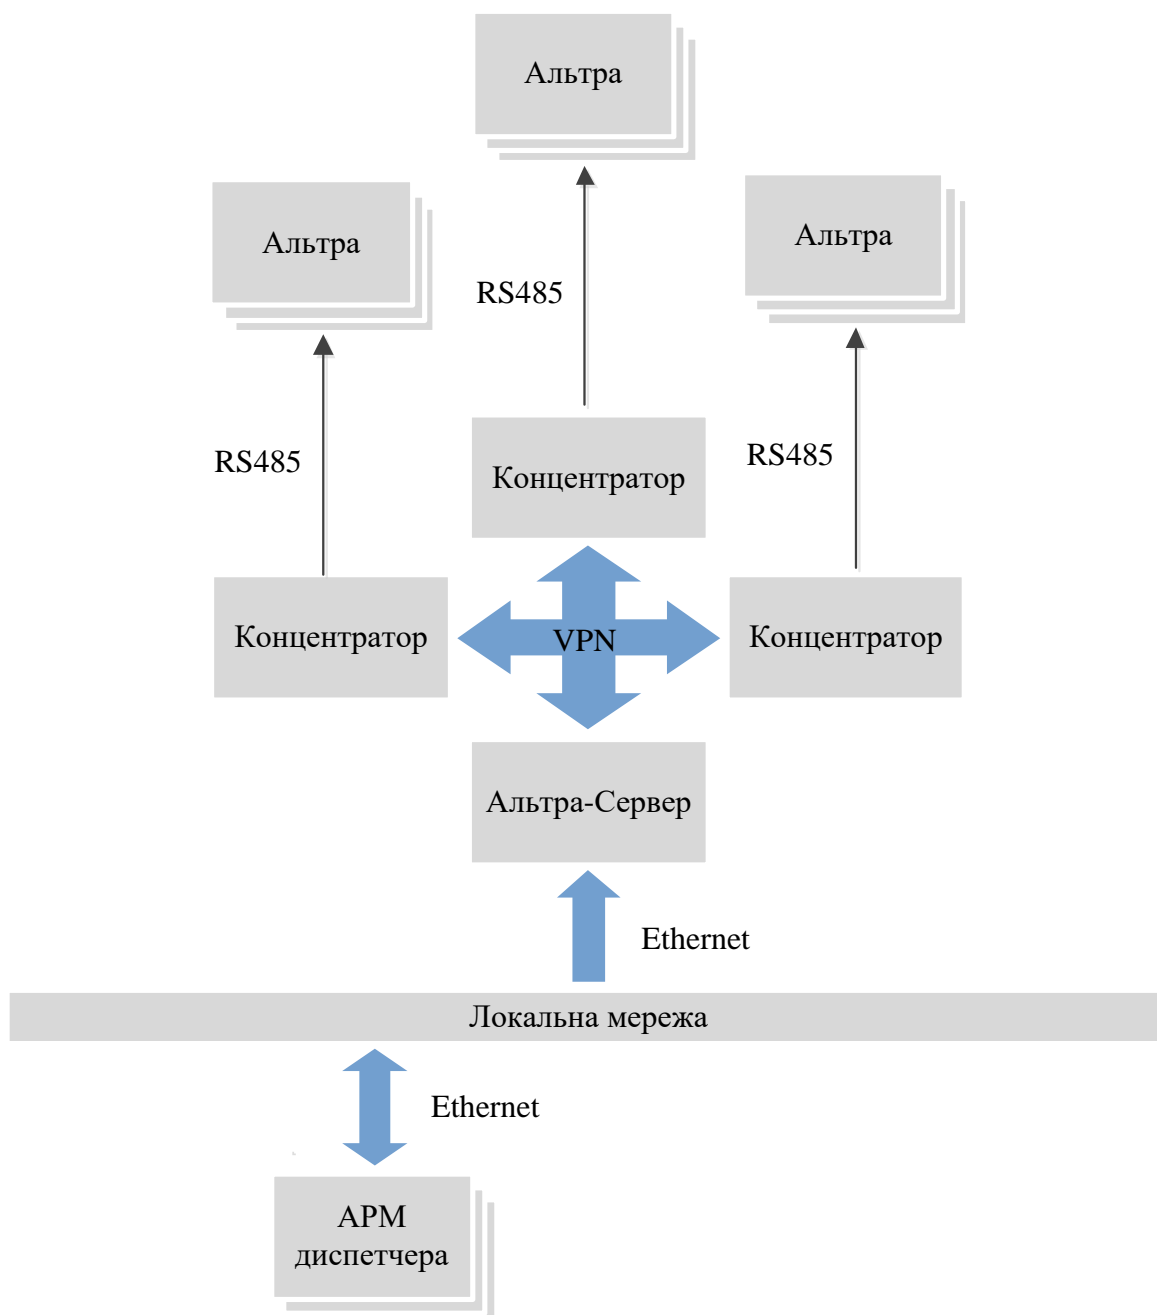 Альтра
Альтра
Альтра
RS485
RS485
RS485
Концентратор
Концентратор
VPN
Концентратор
Альтра-Сервер
Ethernet
Локальна мережа
Ethernet
АРМ
диспетчера